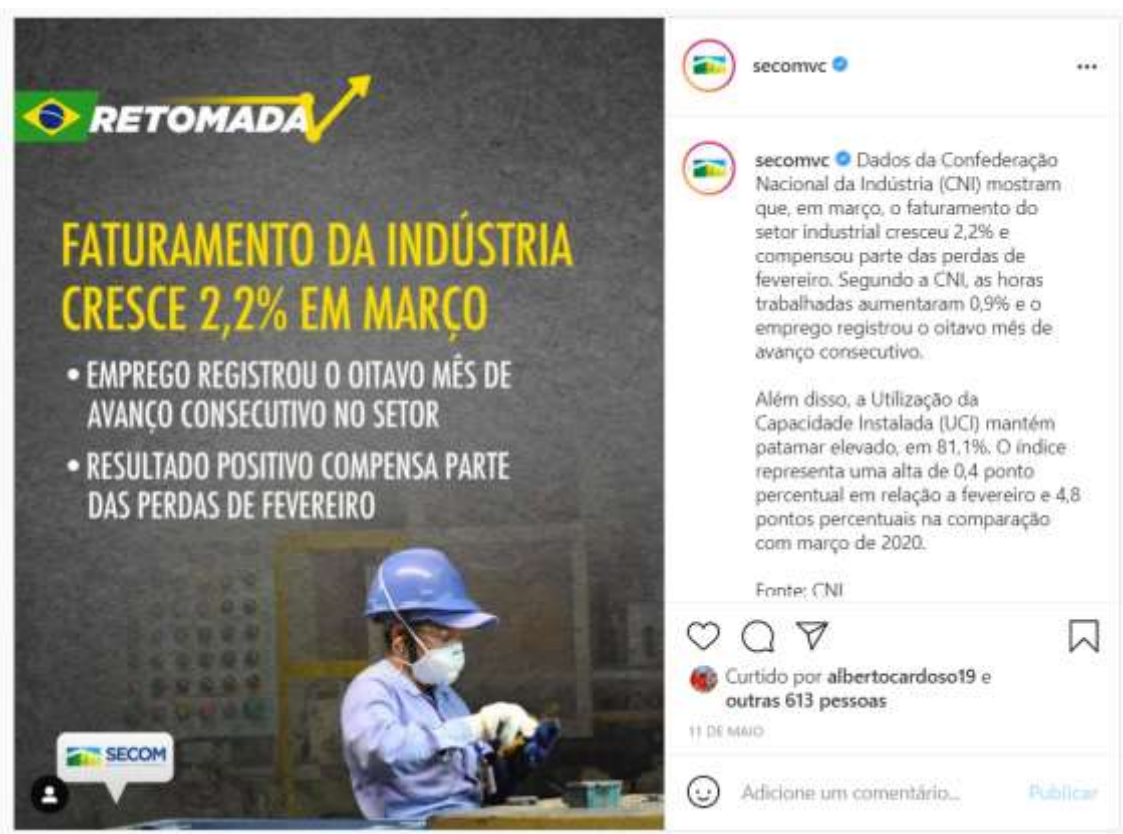 RETOMADA
FATURAMENTO DA INDÚSTRIA
CRESCE 2,2% EM MARÇO
• EMPREGO REGISTROU O OITAVO MÊS DE
AVANÇO CONSECUTIVO NO SETOR
• RESULTADO POSITIVO COMPENSA PARTE
DAS PERDAS DE FEVEREIRO
SECOM
secomvc
secomvc Dados da Confederação
Nacional da Indústria (CNI) mostram
que, em março, o faturamento do
setor industrial cresceu 2,2% e
compensou parte das perdas de
fevereiro. Segundo a CNI, as horas
trabalhadas aumentaram 0,9% e o
emprego registrou o oitavo mês de
avanço consecutivo.
Além disso, a Utilização da
Capacidade Instalada (UCI) mantém
patamar elevado, em 81,1%. O índice
representa uma alta de 0,4 ponto
percentual em relação a fevereiro e 4,8
pontos percentuais na comparação
com março de 2020.
Fonte: CNI
Curtido por albertocardoso19 e
outras 613 pessoas
11 DE MAIO
Adicione um comentário... Publicar